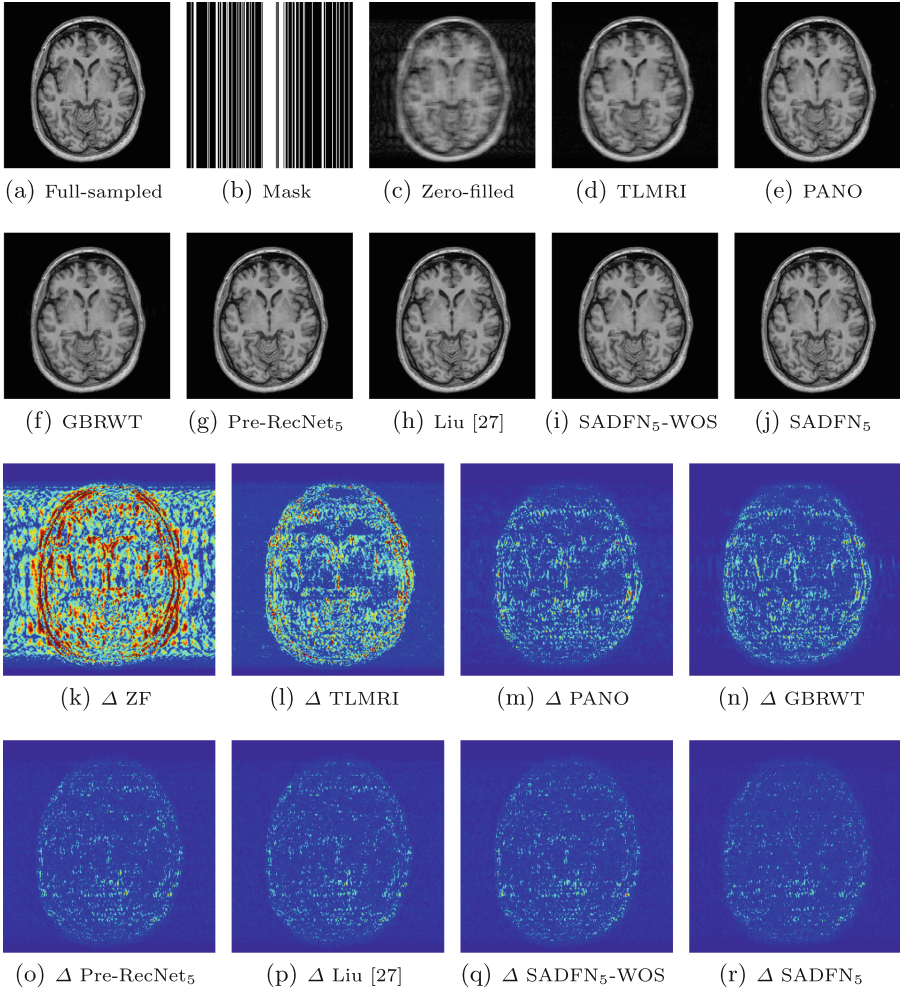 (a) Full-sampled (b) Mask (c) Zero-filled (d) TLMRI (e) PANO
(f) GBRWT (g) Pre-RecNet₅ (h) Liu [27] (i) SADFN₅-WOS (j) SADFN₅
(k) Δ ZF (l) Δ TLMRI (m) Δ PANO (n) Δ GBRWT
(o) Δ Pre-RecNet₅ (p) Δ Liu [27] (q) Δ SADFN₅-WOS (r) Δ SADFN₅